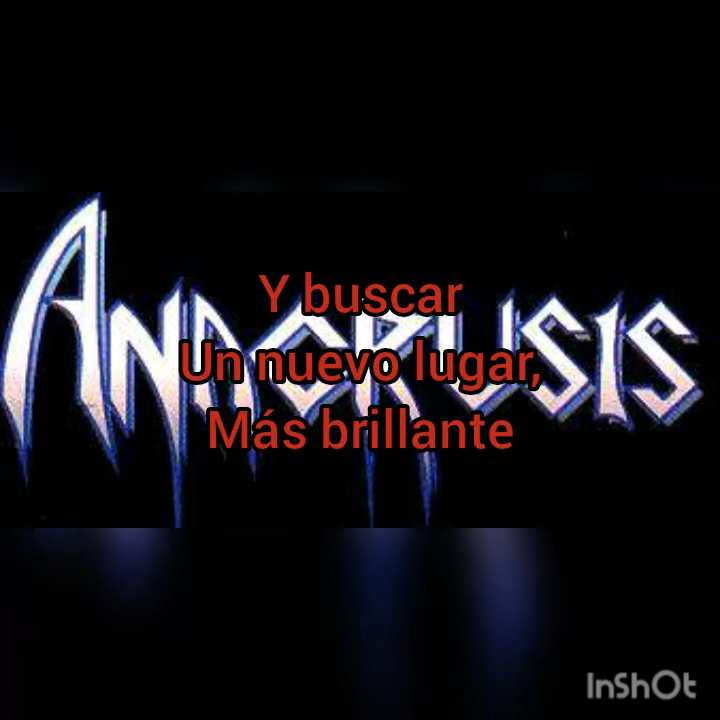 ANACRUSIS
Y buscar
Un nuevo lugar,
Más brillante
InShOt